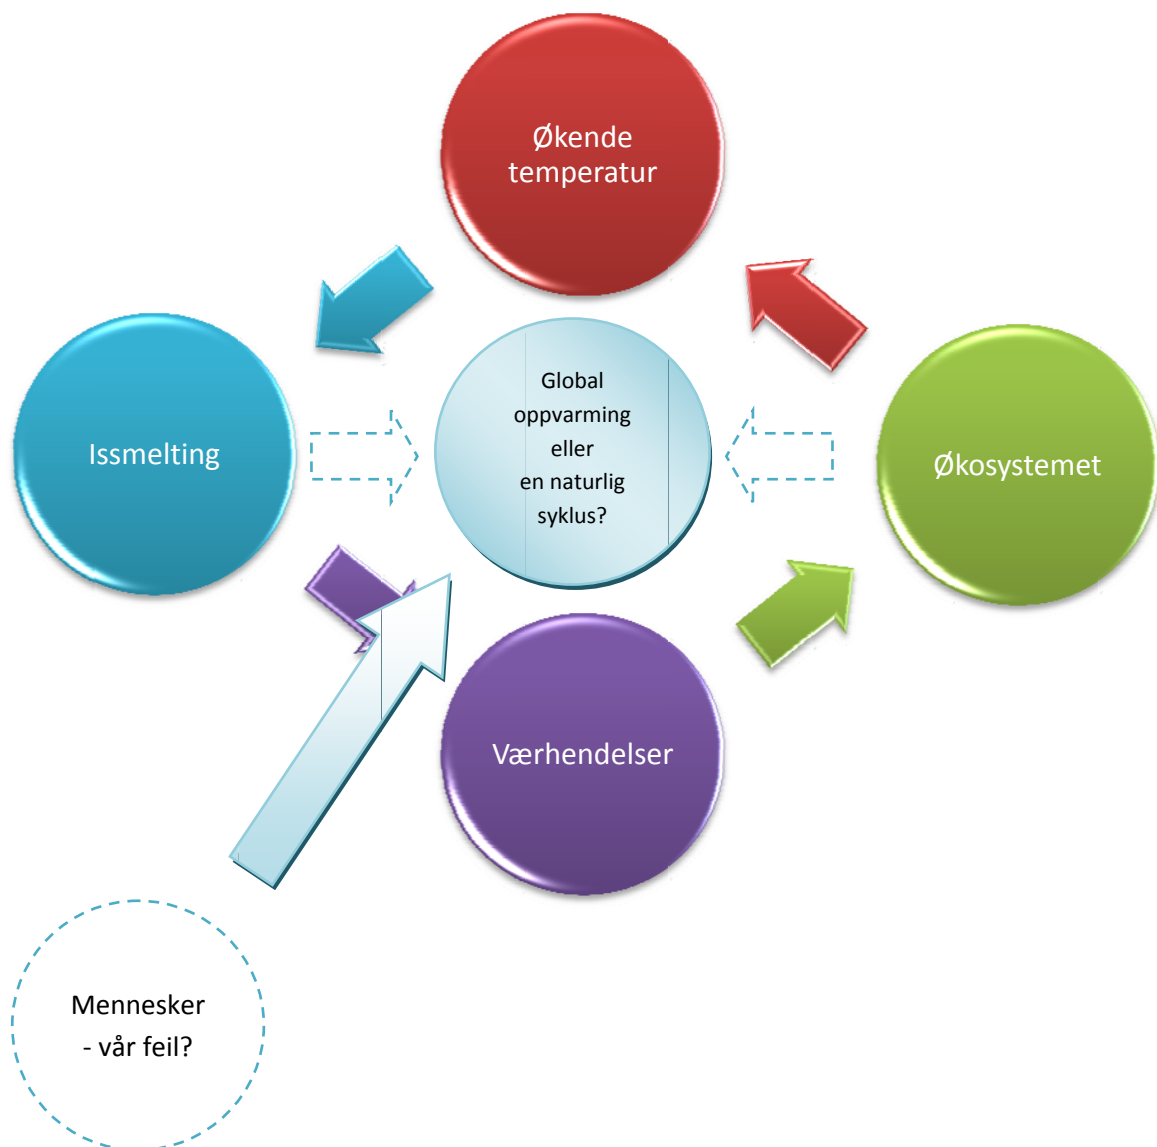 Økende
temperatur
Issmelting
Global
oppvarming
eller
en naturlig
syklus?
Økosystemet
Værhendelser
Mennesker
- vår feil?